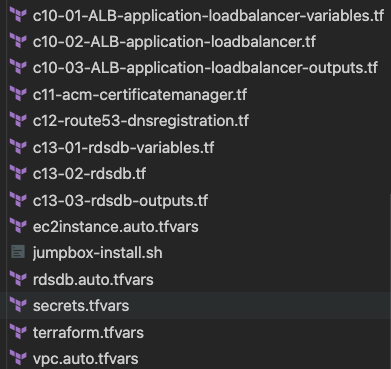 c10-01-ALB-application-loadbalancer-variables.tf
c10-02-ALB-application-loadbalancer.tf
c10-03-ALB-application-loadbalancer-outputs.tf
c11-acm-certificatemanager.tf
c12-route53-dnsregistration.tf
c13-01-rdsdb-variables.tf
c13-02-rdsdb.tf
c13-03-rdsdb-outputs.tf
ec2instance.auto.tfvars
jumpbox-install.sh
rdsdb.auto.tfvars
secrets.tfvars
terraform.tfvars
vpc.auto.tfvars